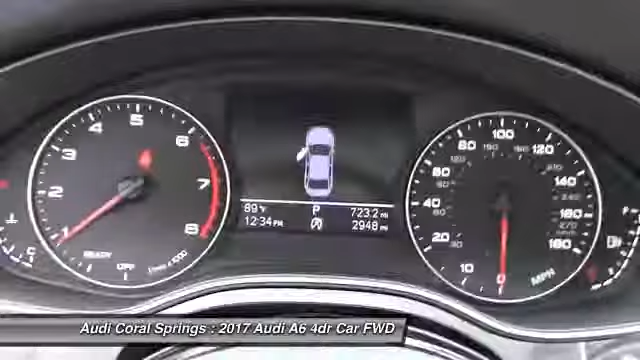 1
2
3
4
5
6
7
8
READY
OFF
89°F
12:34 PM
P
723.2 mi
2948 mi
0
10
20
40
60
80
100
120
140
160
180
MPH
Audi Coral Springs : 2017 Audi A6 4dr Car FWD